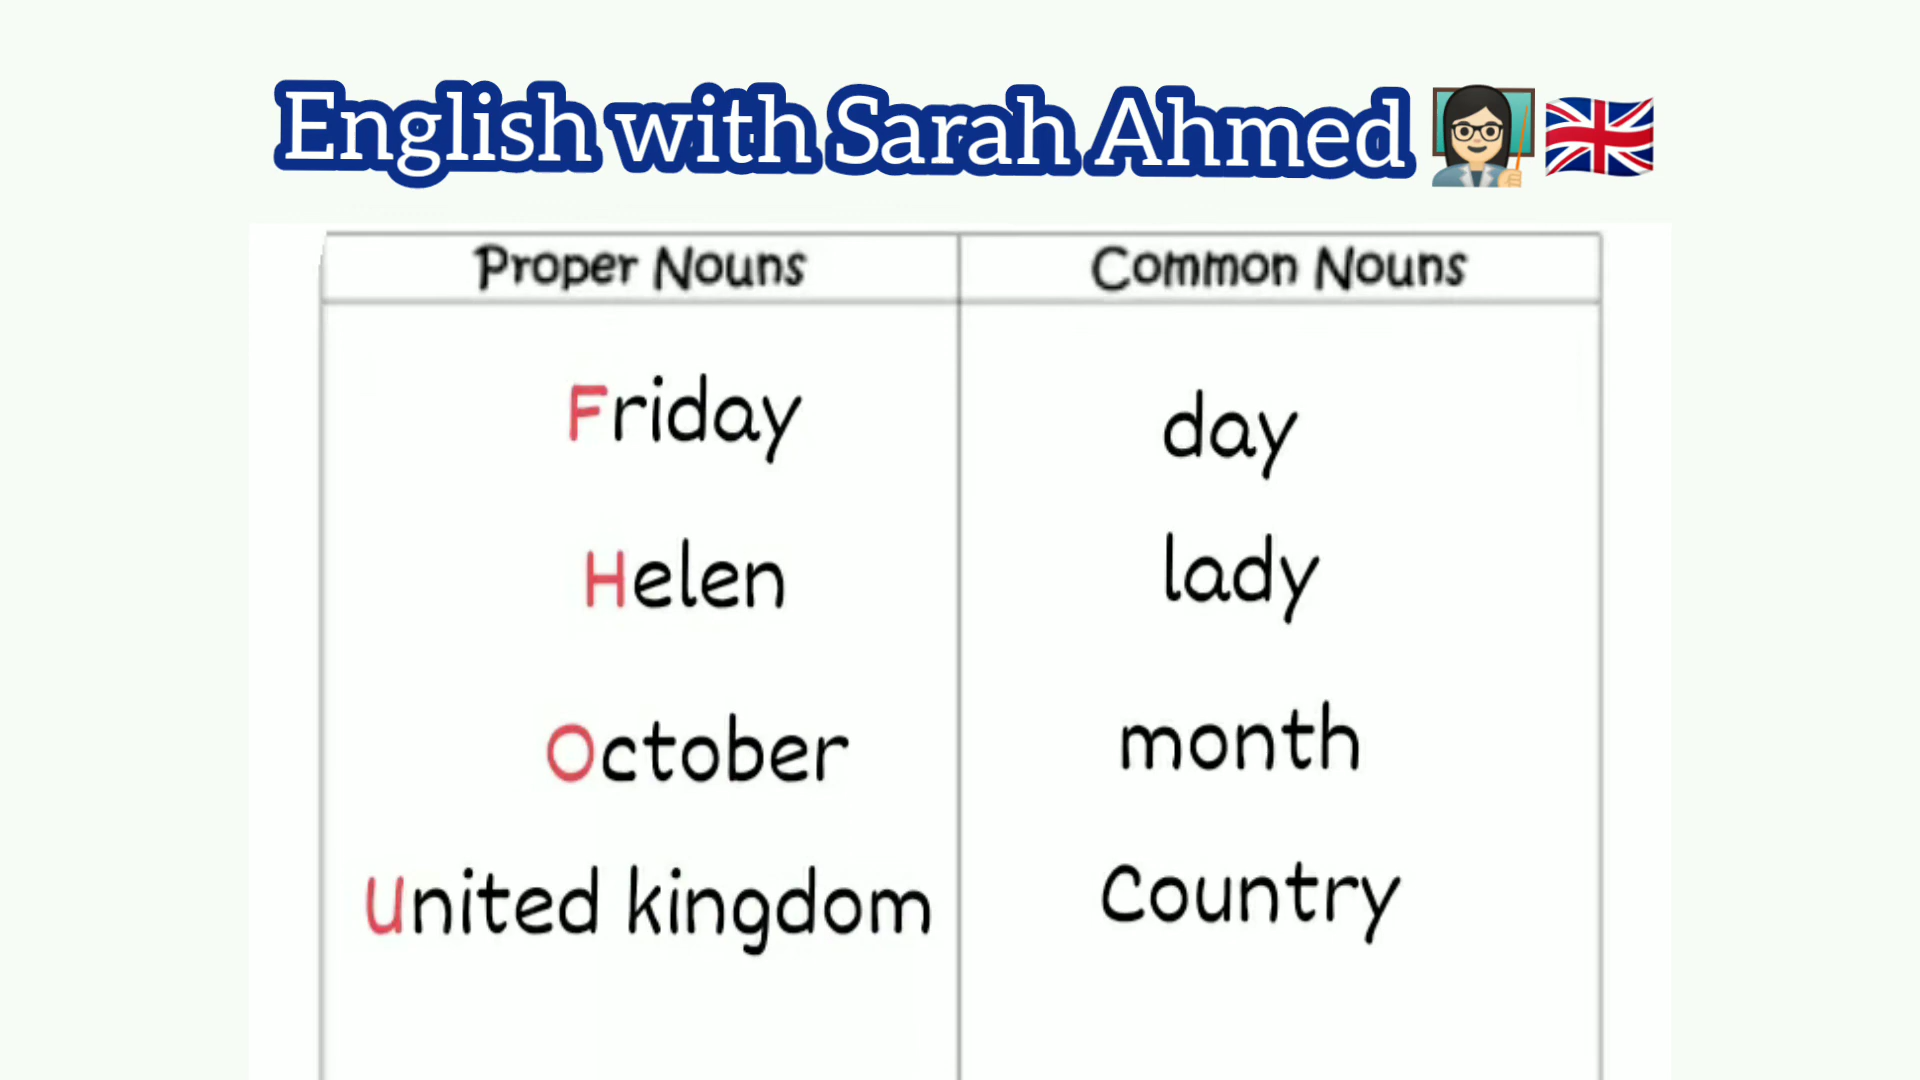 English with Sarah Ahmed
Proper Nouns Common Nouns
Friday day
Helen lady
October month
United kingdom Country